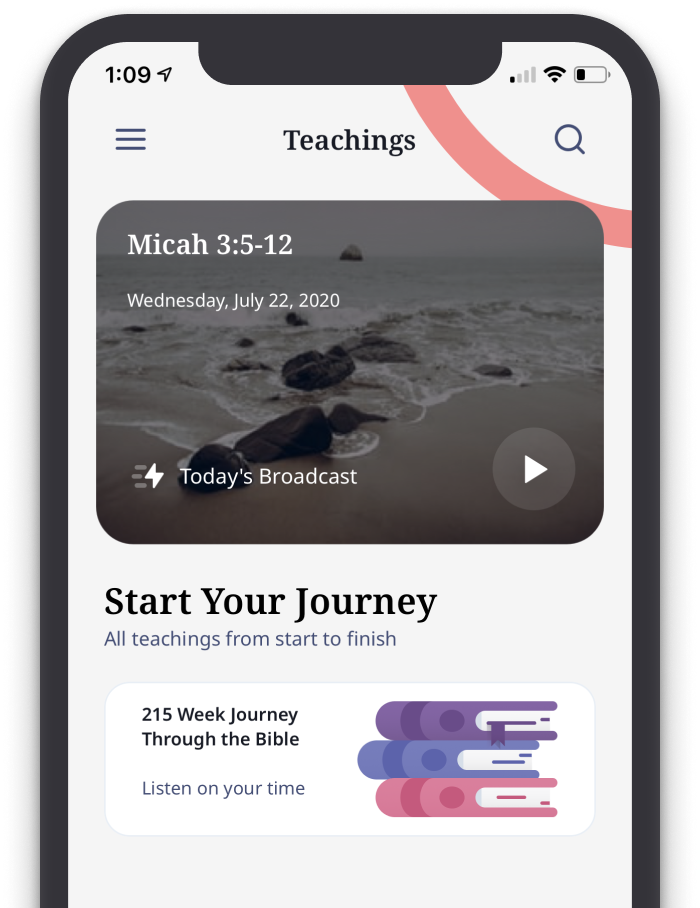 1:09
Teachings
Micah 3:5-12
Wednesday, July 22, 2020
Today's Broadcast
Start Your Journey
All teachings from start to finish
215 Week Journey
Through the Bible
Listen on your time